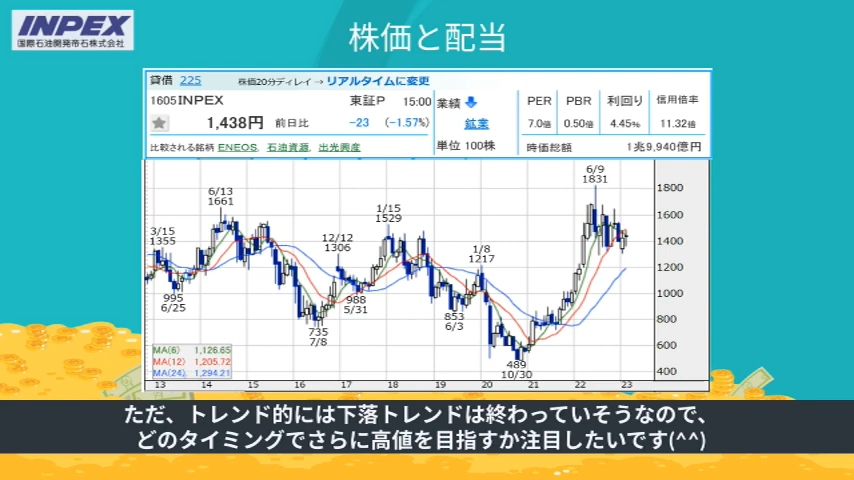 INPEX
国際石油開発帝石株式会社
株価と配当
貸借 225 株価20分ディレイ → リアルタイムに変更
1605 INPEX 東証P 15:00
1,438円 前日比 -23 (-1.57%)
比較される銘柄 ENEOS, 石油資源, 出光興産
業績
鉱業
単位 100株
PER PBR 利回り 信用倍率
7.0倍 0.50倍 4.45% 11.32倍
時価総額 1兆9,940億円
6/9
1831
6/13
1661
1/15
1529
3/15
1355
12/12
1306
1/8
1217
995
6/25
988
5/31
853
6/3
735
7/8
489
10/30
1800
1600
1400
1200
1000
800
600
400
MA(6) 1,126.65
MA(12) 1,205.72
MA(24) 1,294.21
13 14 15 16 17 18 19 20 21 22 23
ただ、トレンド的には下落トレンドは終わっていそうなので、
どのタイミングでさらに高値を目指すか注目したいです(^^)